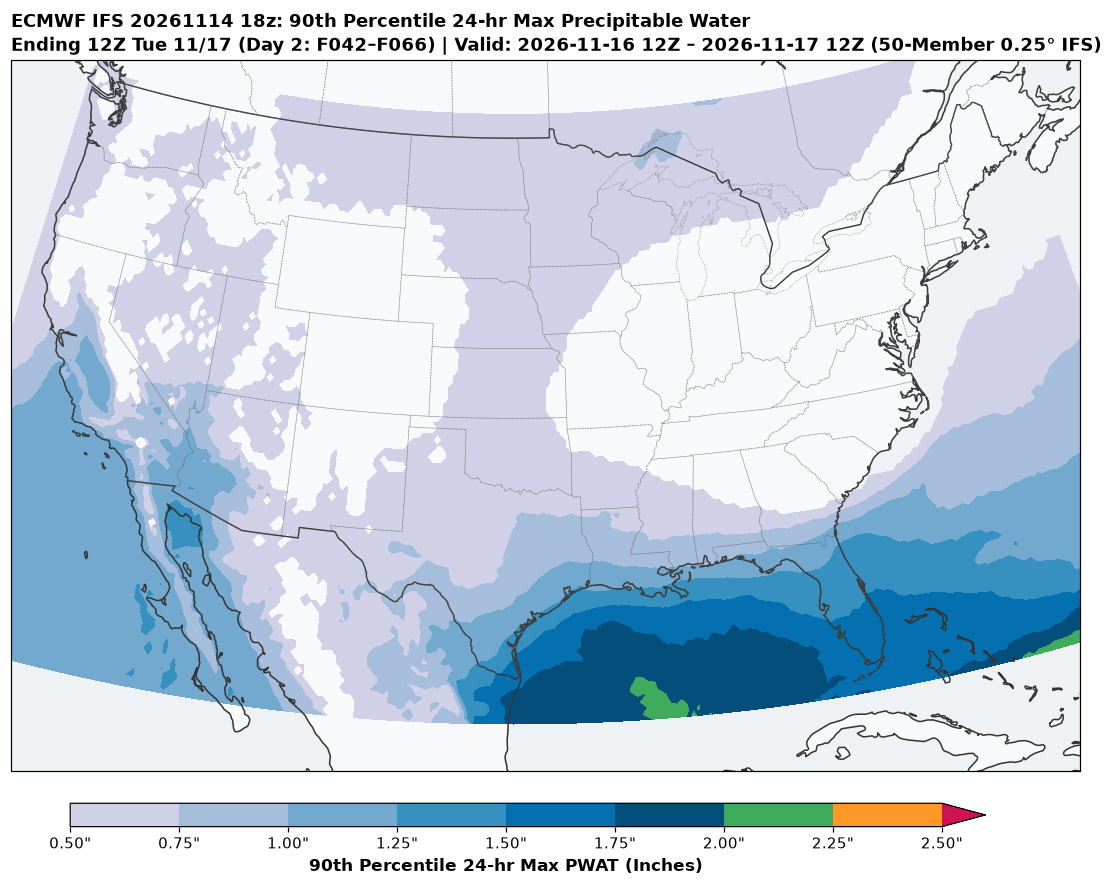 ECMWF IFS 20261114 18z: 90th Percentile 24-hr Max Precipitable Water
Ending 12Z Tue 11/17 (Day 2: F042–F066) | Valid: 2026-11-16 12Z – 2026-11-17 12Z (50-Member 0.25° IFS)
0.50" 0.75" 1.00" 1.25" 1.50" 1.75" 2.00" 2.25" 2.50"
90th Percentile 24-hr Max PWAT (Inches)